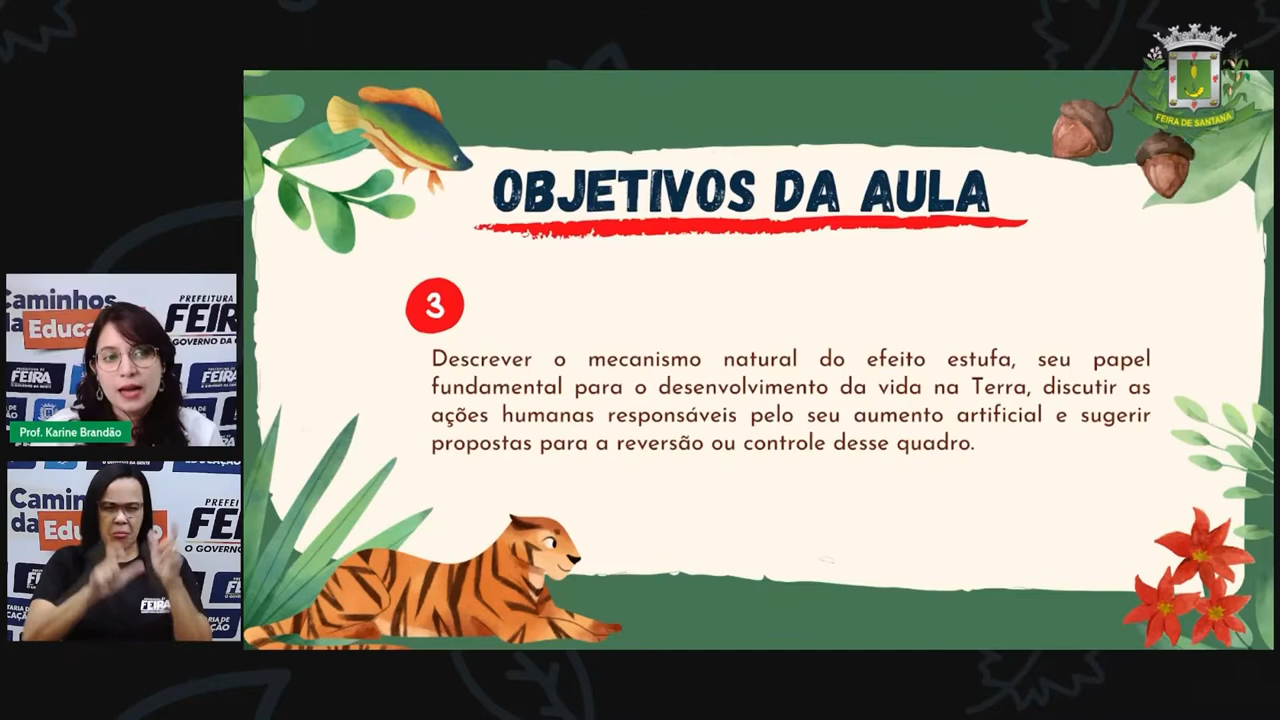 FEIRA DE SANTANA
OBJETIVOS DA AULA
3
Descrever o mecanismo natural do efeito estufa, seu papel
fundamental para o desenvolvimento da vida na Terra, discutir as
ações humanas responsáveis pelo seu aumento artificial e sugerir
propostas para a reversão ou controle desse quadro.
Caminhos
PREFEITURA
FEIRA
Prof. Karine Brandão
FEIRA